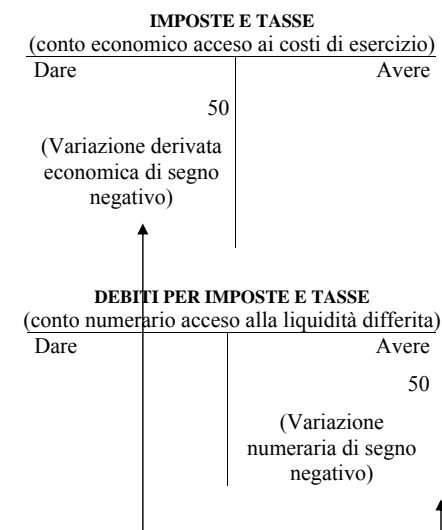 IMPOSTE E TASSE
(conto economico acceso ai costi di esercizio)
Dare Avere
50
(Variazione derivata
economica di segno
negativo)
DEBITI PER IMPOSTE E TASSE
(conto numerario acceso alla liquidità differita)
Dare Avere
50
(Variazione
numeraria di segno
negativo)